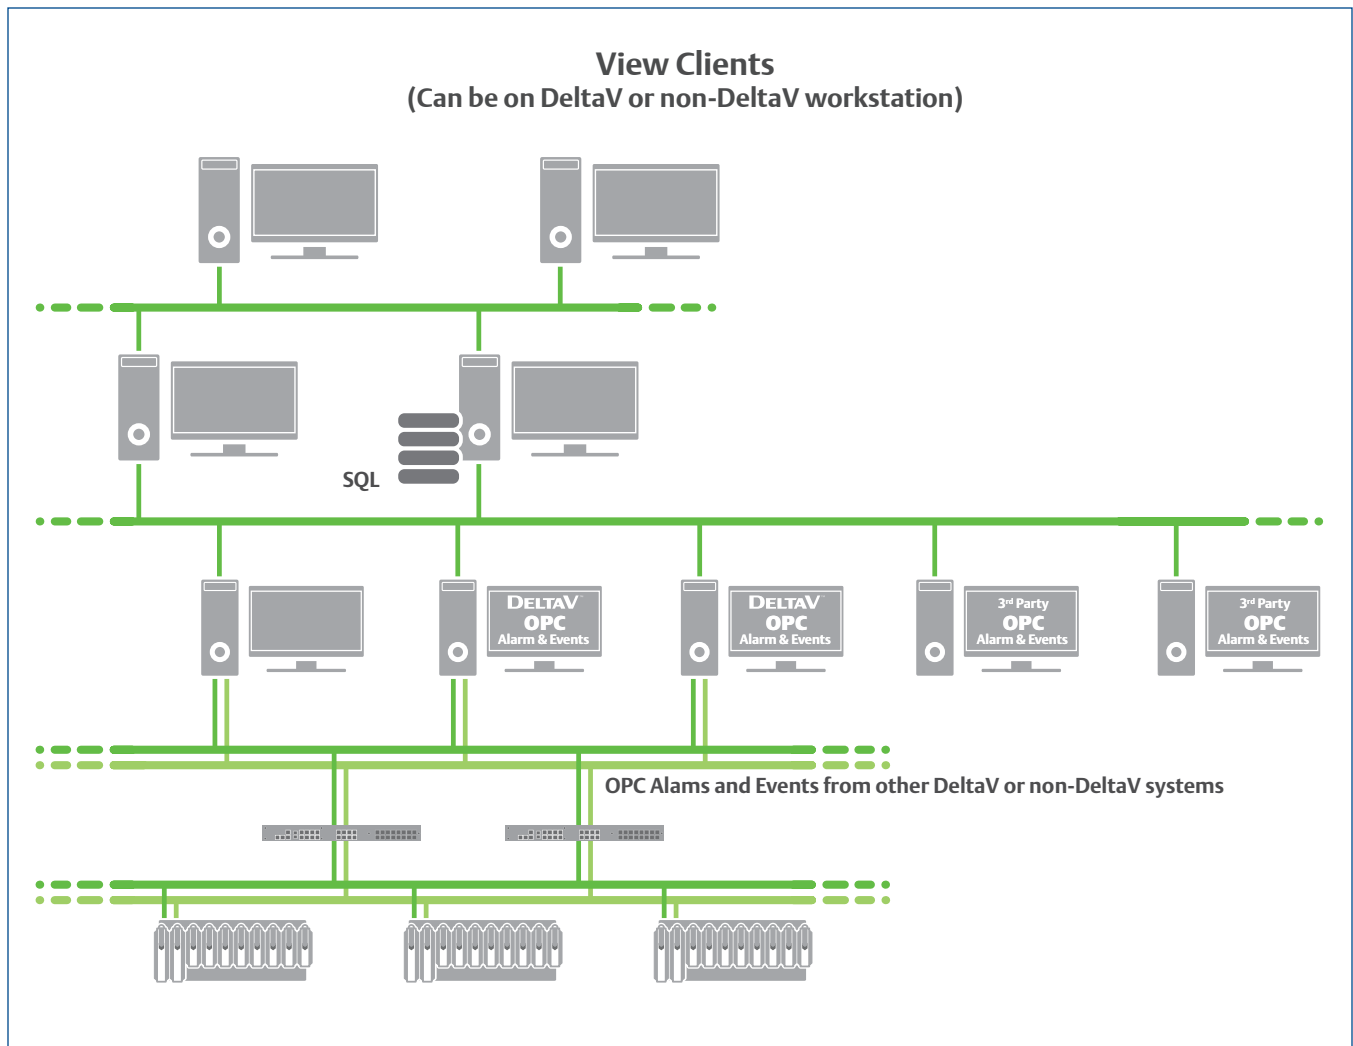 View Clients
(Can be on DeltaV or non-DeltaV workstation)
SQL
DELTAV™
OPC
Alarm & Events
DELTAV™
OPC
Alarm & Events
3rd Party
OPC
Alarm & Events
3rd Party
OPC
Alarm & Events
OPC Alams and Events from other DeltaV or non-DeltaV systems